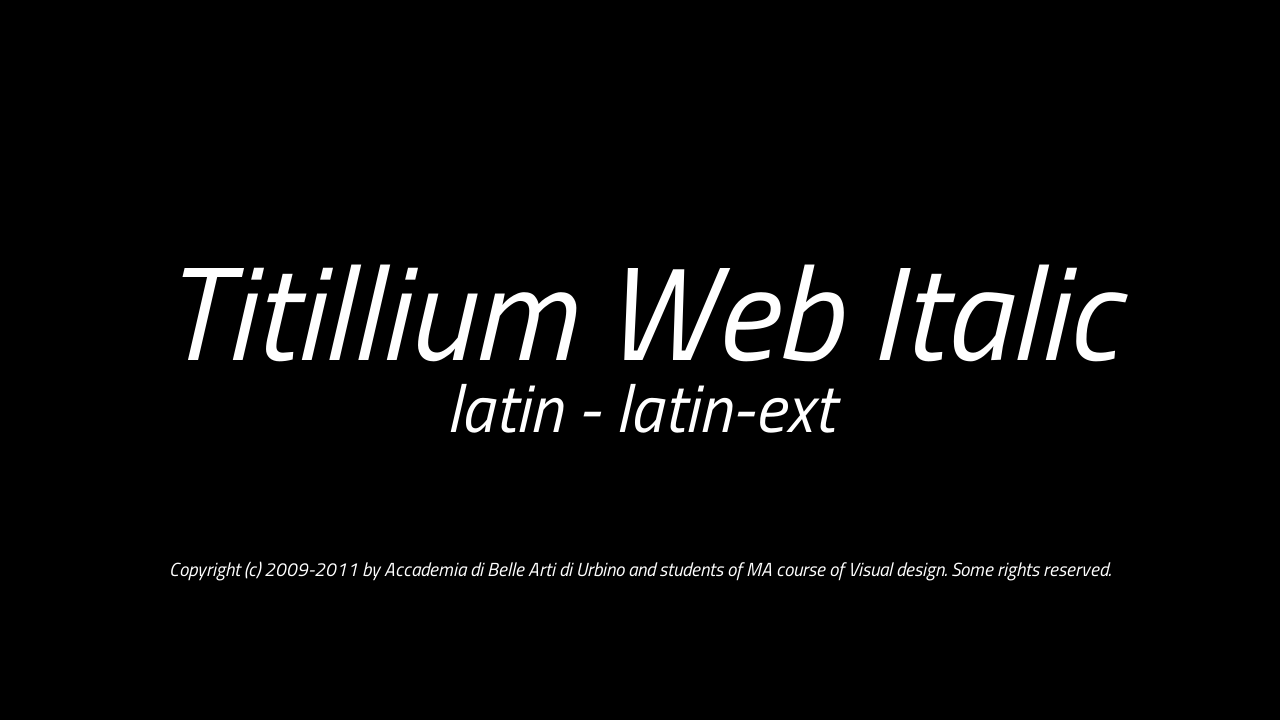 Titillium Web Italic
latin - latin-ext
Copyright (c) 2009-2011 by Accademia di Belle Arti di Urbino and students of MA course of Visual design. Some rights reserved.